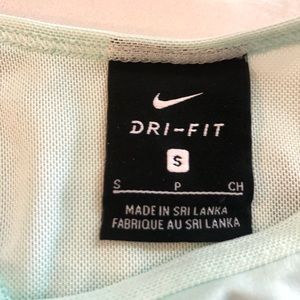 DRI-FIT
S
S P CH
MADE IN SRI LANKA
FABRIQUE AU SRI LANKA